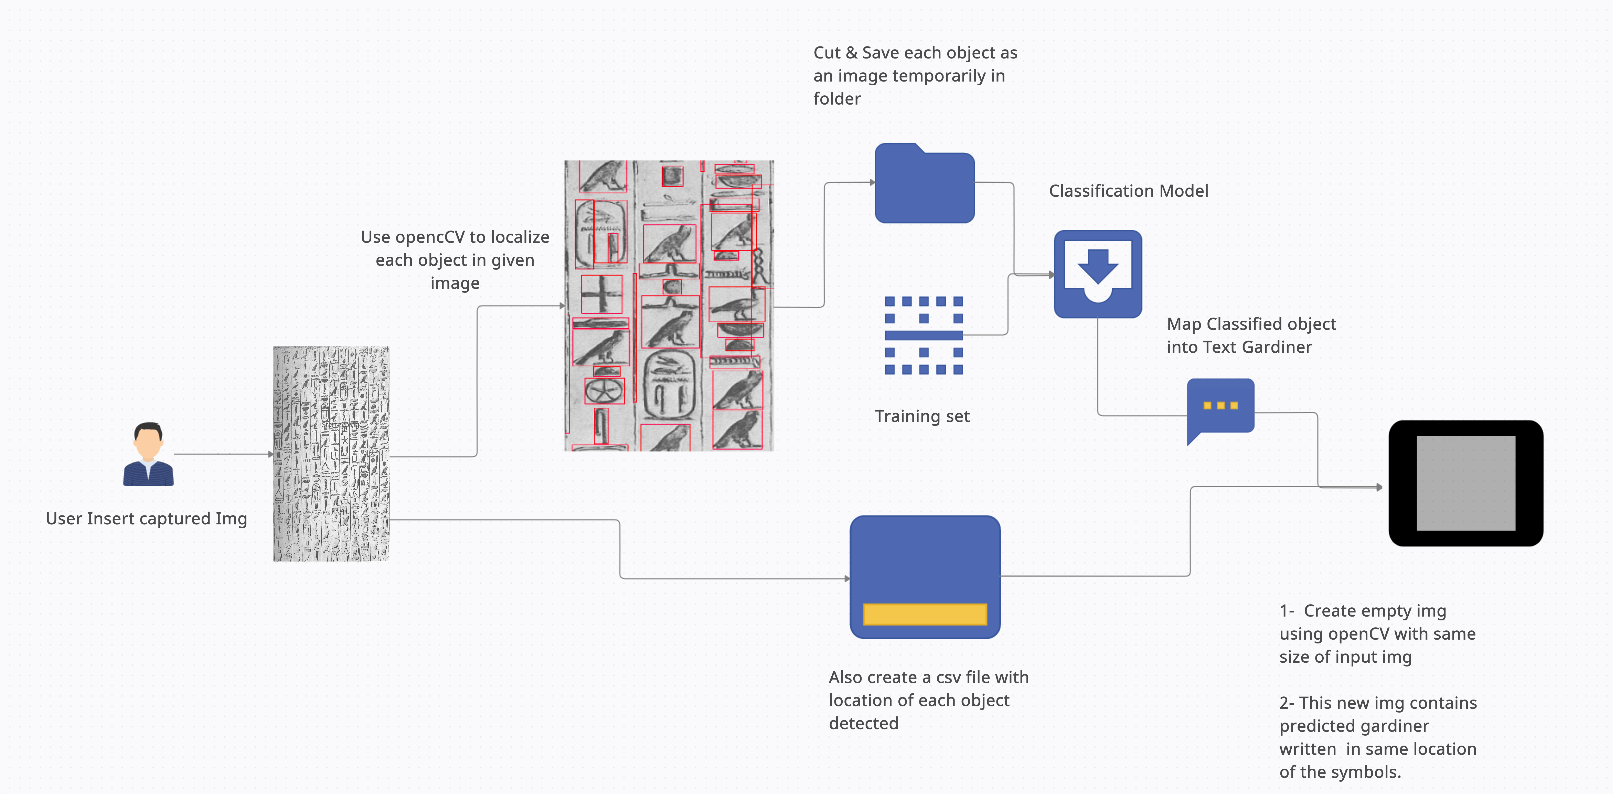 Cut & Save each object as
an image temporarily in
folder
Classification Model
Use opencCV to localize
each object in given
image
Map Classified object
into Text Gardiner
Training set
User Insert captured Img
1-  Create empty img
using openCV with same
size of input img
Also create a csv file with
location of each object
detected
2- This new img contains
predicted gardiner
written  in same location
of the symbols.